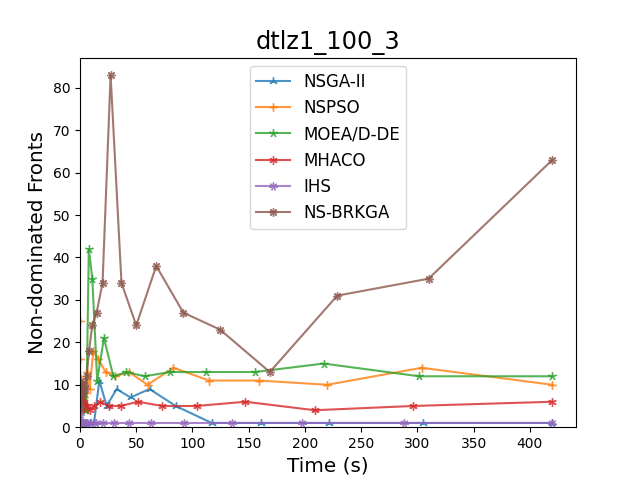 dtlz1_100_3
NSGA-II
NSPSO
MOEA/D-DE
MHACO
IHS
NS-BRKGA
Non-dominated Fronts
80
70
60
50
40
30
20
10
0
0 50 100 150 200 250 300 350 400
Time (s)